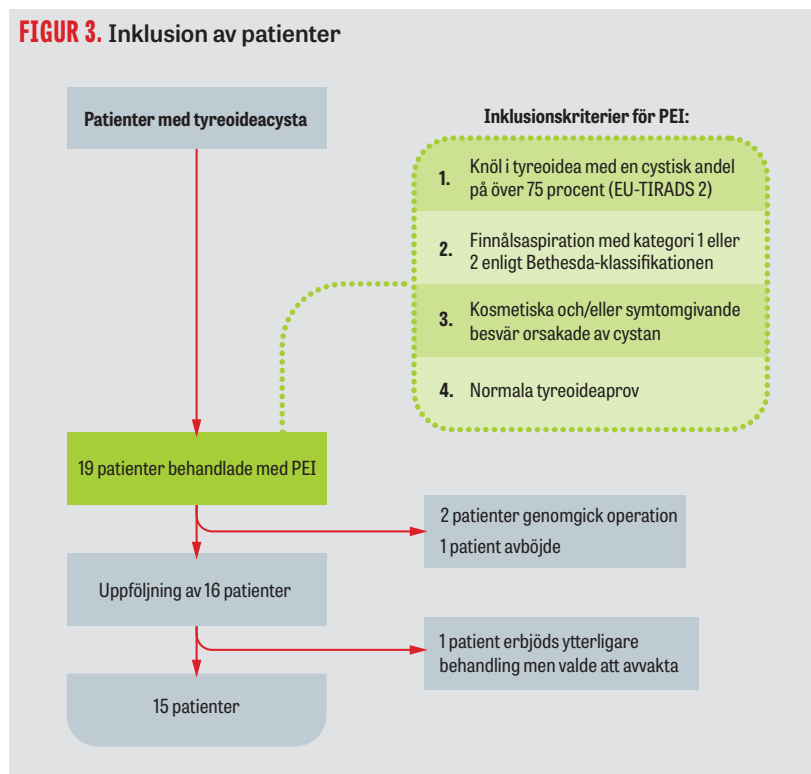 FIGUR 3. Inklusion av patienter
Patienter med tyreoideacysta
Inklusionskriterier för PEI:
1. Knöl i tyreoidea med en cystisk andel
på över 75 procent (EU-TIRADS 2)
2. Finnålsaspiration med kategori 1 eller
2 enligt Bethesda-klassifikationen
3. Kosmetiska och/eller symtomgivande
besvär orsakade av cystan
4. Normala tyreoideaprov
19 patienter behandlade med PEI
2 patienter genomgick operation
1 patient avböjde
Uppföljning av 16 patienter
1 patient erbjöds ytterligare
behandling men valde att avvakta
15 patienter